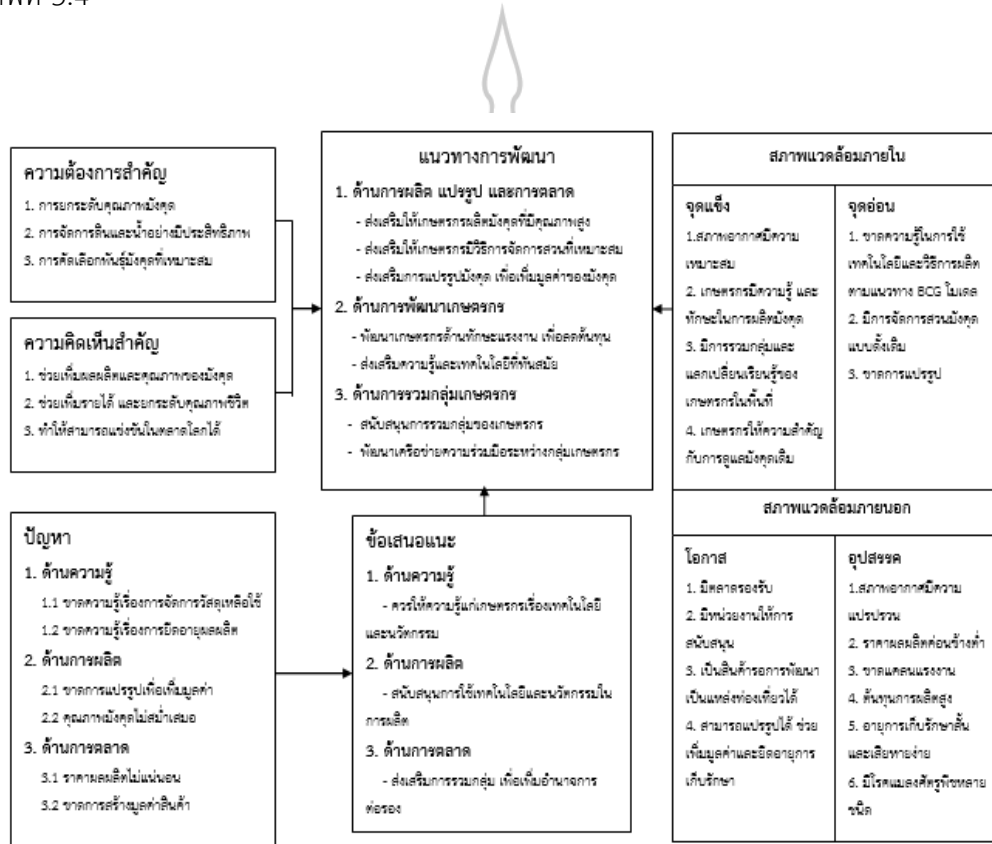 5.4
ความต้องการสำคัญ
1. การยกระดับคุณภาพมังคุด
2. การจัดการดินและน้ำอย่างมีประสิทธิภาพ
3. การคัดเลือกพันธุ์มังคุดที่เหมาะสม
ความคิดเห็นสำคัญ
1. ช่วยเพิ่มผลผลิตและคุณภาพของมังคุด
2. ช่วยเพิ่มรายได้ และยกระดับคุณภาพชีวิต
3. ทำให้สามารถแข่งขันในตลาดโลกได้
แนวทางการพัฒนา
1. ด้านการผลิต แปรรูป และการตลาด
- ส่งเสริมให้เกษตรกรผลิตมังคุดที่มีคุณภาพสูง
- ส่งเสริมให้เกษตรกรมีวิธีการจัดการสวนที่เหมาะสม
- ส่งเสริมการแปรรูปมังคุด เพื่อเพิ่มมูลค่าของมังคุด
2. ด้านการพัฒนาเกษตรกร
- พัฒนาเกษตรกรด้านทักษะแรงงาน เพื่อลดต้นทุน
- ส่งเสริมความรู้และเทคโนโลยีที่ทันสมัย
3. ด้านการรวมกลุ่มเกษตรกร
- สนับสนุนการรวมกลุ่มของเกษตรกร
- พัฒนาเครือข่ายความร่วมมือระหว่างกลุ่มเกษตรกร
สภาพแวดล้อมภายใน
จุดแข็ง
1.สภาพอากาศมีความ
เหมาะสม
2. เกษตรกรมีความรู้ และ
ทักษะในการผลิตมังคุด
3. มีการรวมกลุ่มและ
แลกเปลี่ยนเรียนรู้ของ
เกษตรกรในพื้นที่
4. เกษตรกรให้ความสำคัญ
กับการดูแลมังคุดเดิม
จุดอ่อน
1. ขาดความรู้ในการใช้
เทคโนโลยีและวิธีการผลิต
ตามแนวทาง BCG โมเดล
2. มีการจัดการสวนมังคุด
แบบดั้งเดิม
3. ขาดการแปรรูป
สภาพแวดล้อมภายนอก
โอกาส
1. มีตลาดรองรับ
2. มีหน่วยงานให้การ
สนับสนุน
3. เป็นสินค้ารอการพัฒนา
เป็นแหล่งท่องเที่ยวได้
4. สามารถแปรรูปได้ ช่วย
เพิ่มมูลค่าและยืดอายุการ
เก็บรักษา
อุปสรรค
1.สภาพอากาศมีความ
แปรปรวน
2. ราคาผลผลิตค่อนข้างต่ำ
3. ขาดแคลนแรงงาน
4. ต้นทุนการผลิตสูง
5. อายุการเก็บรักษาสั้น
และเสียหายง่าย
6. มีโรคแมลงศัตรูพืชหลาย
ชนิด
ปัญหา
1. ด้านความรู้
1.1 ขาดความรู้เรื่องการจัดการวัสดุเหลือใช้
1.2 ขาดความรู้เรื่องการยืดอายุผลผลิต
2. ด้านการผลิต
2.1 ขาดการแปรรูปเพื่อเพิ่มมูลค่า
2.2 คุณภาพมังคุดไม่สม่ำเสมอ
3. ด้านการตลาด
3.1 ราคาผลผลิตไม่แน่นอน
3.2 ขาดการสร้างมูลค่าสินค้า
ข้อเสนอแนะ
1. ด้านความรู้
- ควรให้ความรู้แก่เกษตรกรเรื่องเทคโนโลยี
และนวัตกรรม
2. ด้านการผลิต
- สนับสนุนการใช้เทคโนโลยีและนวัตกรรมใน
การผลิต
3. ด้านการตลาด
- ส่งเสริมการรวมกลุ่ม เพื่อเพิ่มอำนาจการ
ต่อรอง